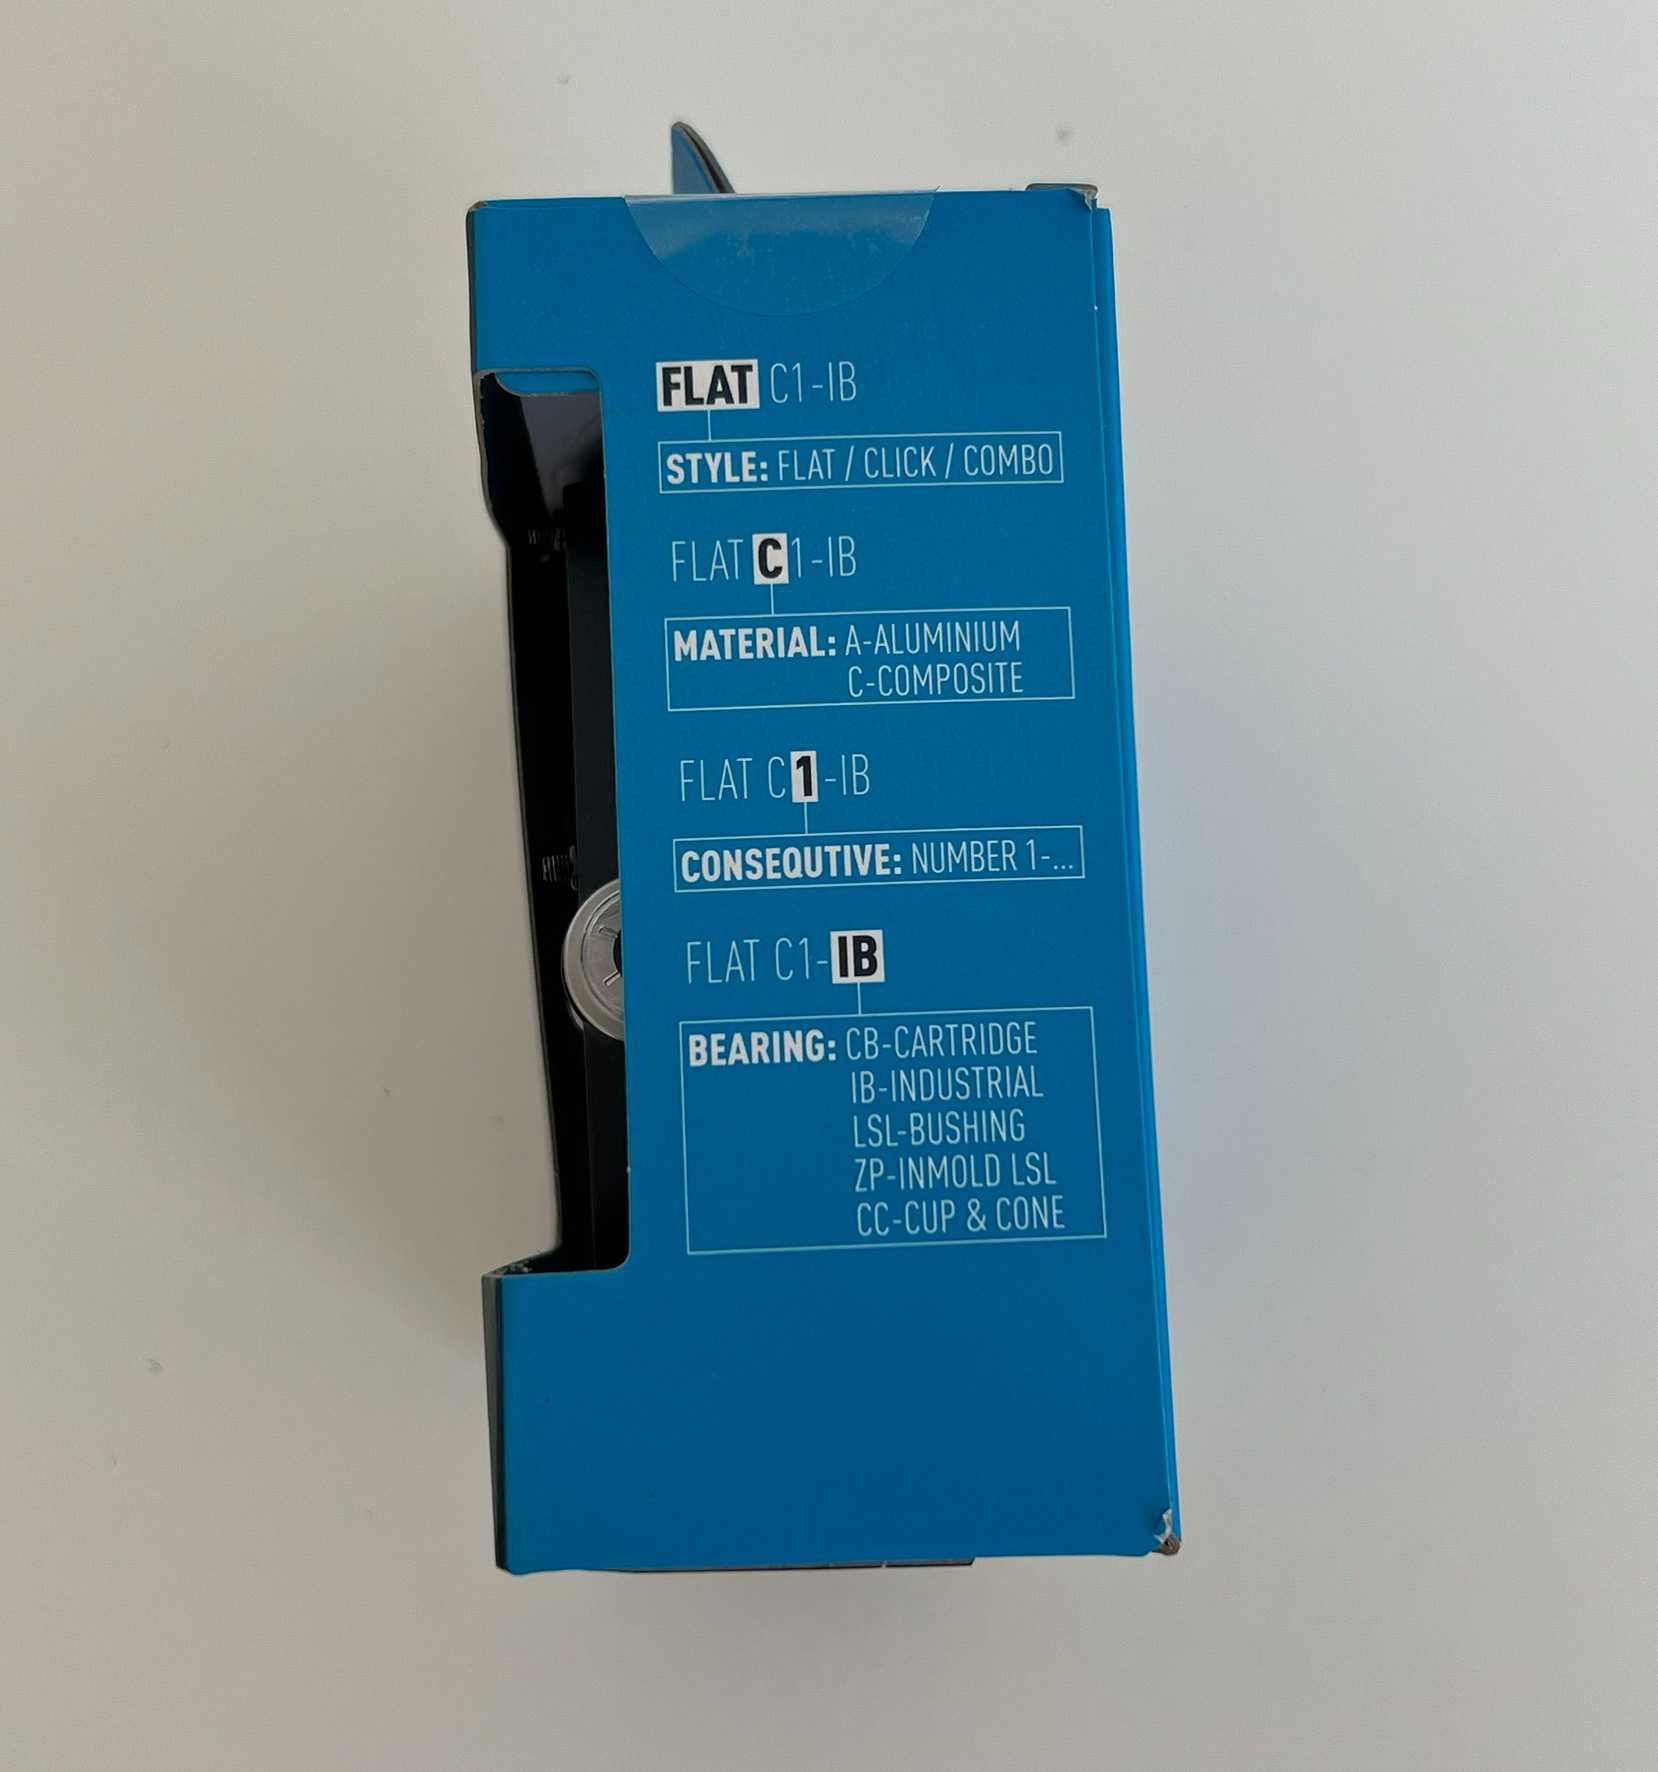 FLAT C1-IB
STYLE: FLAT / CLICK / COMBO
FLAT C1-IB
MATERIAL: A-ALUMINIUM
C-COMPOSITE
FLAT C1-IB
CONSEQUTIVE: NUMBER 1-...
FLAT C1-IB
BEARING: CB-CARTRIDGE
IB-INDUSTRIAL
LSL-BUSHING
ZP-INMOLD LSL
CC-CUP & CONE